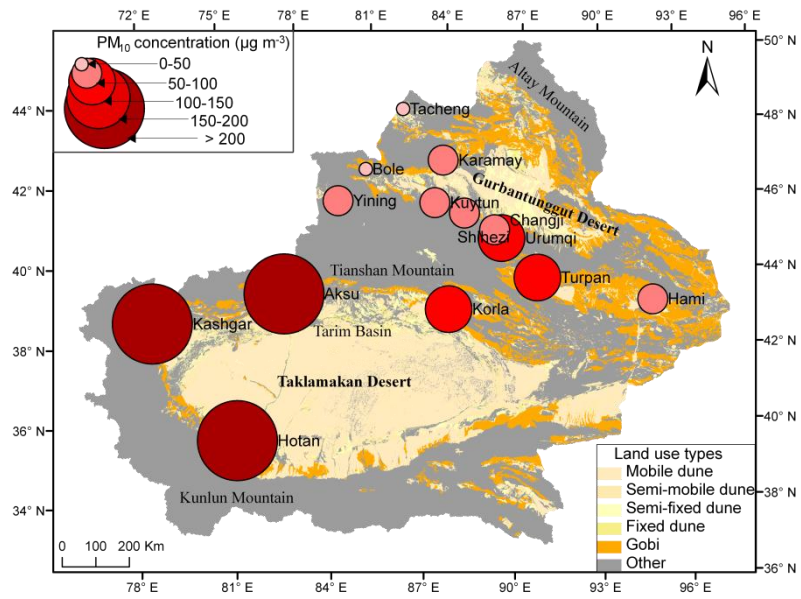 72° E 75° E 78° E 81° E 84° E 87° E 90° E 93° E 96° E
PM10 concentration (µg m-3)
0-50
50-100
100-150
150-200
> 200
N
50° N
48° N
46° N
44° N
42° N
40° N
38° N
36° N
44° N
42° N
40° N
38° N
36° N
34° N
Altay Mountain
Tacheng
Karamay
Bole
Gurbantunggut Desert
Yining
Kuytun
Changji
Shihezi
Urumqi
Tianshan Mountain
Turpan
Aksu
Hami
Kashgar
Korla
Tarim Basin
Taklamakan Desert
Hotan
Kunlun Mountain
Land use types
Mobile dune
Semi-mobile dune
Semi-fixed dune
Fixed dune
Gobi
Other
0 100 200 Km
78° E 81° E 84° E 87° E 90° E 93° E 96° E